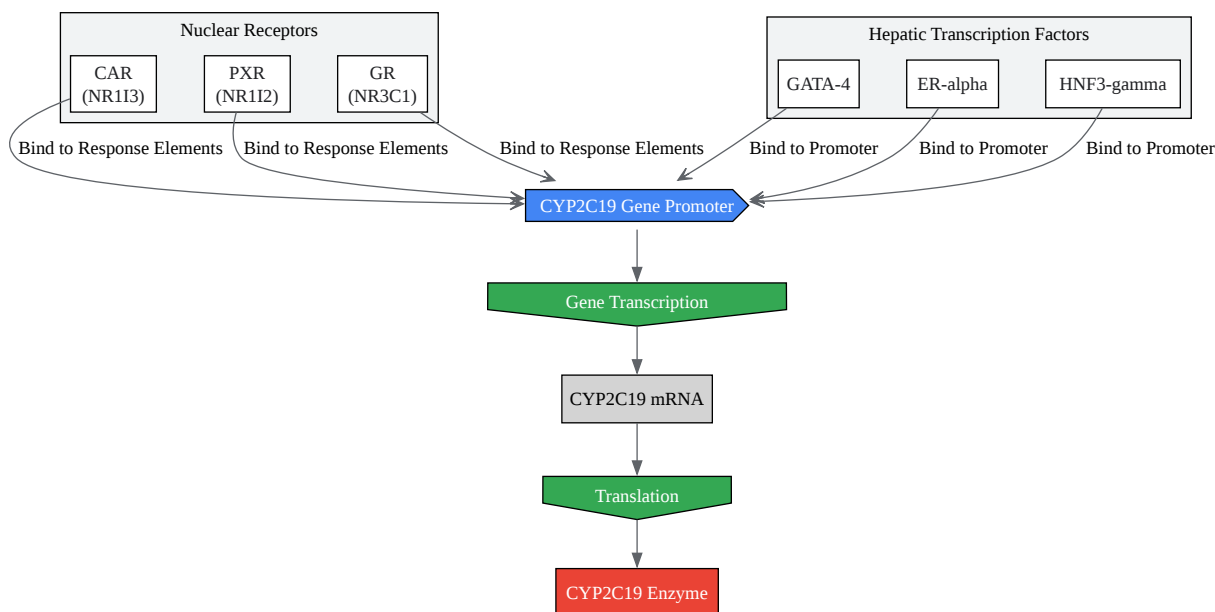 Nuclear Receptors
Hepatic Transcription Factors
CAR
(NR1I3)
PXR
(NR1I2)
GR
(NR3C1)
GATA-4
ER-alpha
HNF3-gamma
Bind to Response Elements
Bind to Response Elements
Bind to Response Elements
Bind to Promoter
Bind to Promoter
Bind to Promoter
CYP2C19 Gene Promoter
Gene Transcription
CYP2C19 mRNA
Translation
CYP2C19 Enzyme